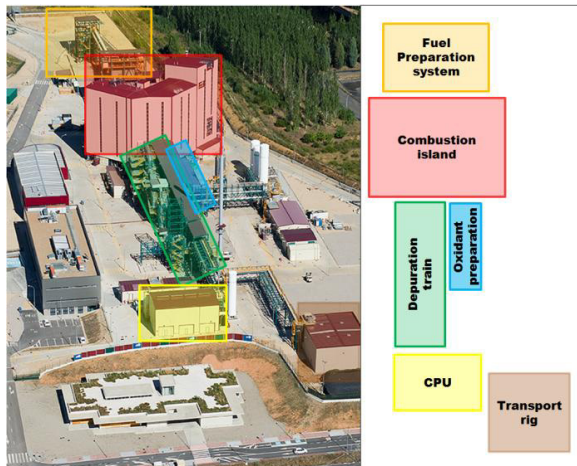 Fuel
Preparation
system
Combustion
island
Depuration
train
Oxidant
preparation
CPU
Transport
rig